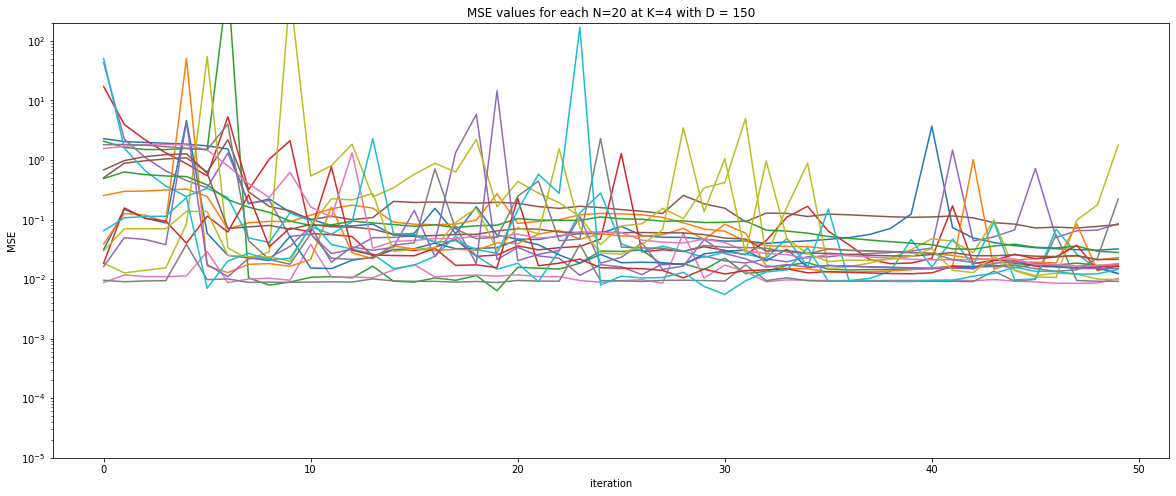 MSE values for each N=20 at K=4 with D = 150
MSE
10²
10¹
10⁰
10⁻¹
10⁻²
10⁻³
10⁻⁴
10⁻⁵
0 10 20 30 40 50
iteration